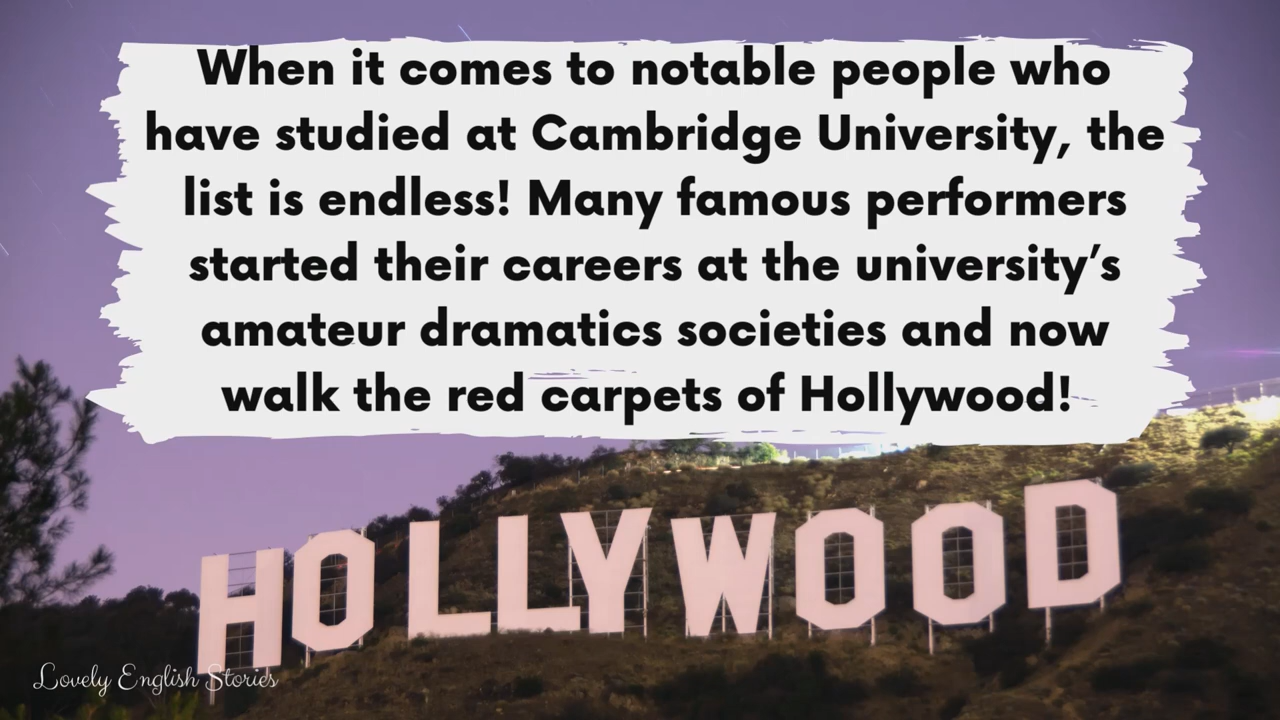 When it comes to notable people who
have studied at Cambridge University, the
list is endless! Many famous performers
started their careers at the university’s
amateur dramatics societies and now
walk the red carpets of Hollywood!
HOLLYWOOD
Lovely English Stories